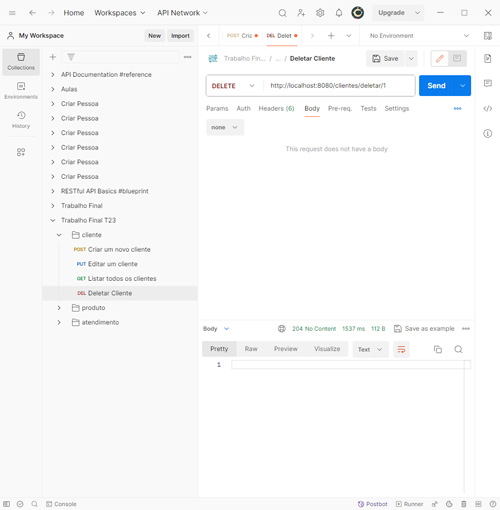 Home Workspaces API Network Upgrade
My Workspace New Import POST Cria DEL Delet No Environment
Collections
Environments
History
API Documentation #reference
Aulas
Criar Pessoa
Criar Pessoa
Criar Pessoa
Criar Pessoa
Criar Pessoa
Criar Pessoa
RESTful API Basics #blueprint
Trabalho Final
Trabalho Final T23
cliente
POST Criar um novo cliente
PUT Editar um cliente
GET Listar todos os clientes
DEL Deletar Cliente
produto
atendimento
Trabalho Fin... / ... / Deletar Cliente Save
DELETE http://localhost:8080/clientes/deletar/1 Send
Params Auth Headers (6) Body Pre-req. Tests Settings
none
This request does not have a body
Body 204 No Content 1537 ms 112 B Save as example
Pretty Raw Preview Visualize Text
1
Console Postbot Runner